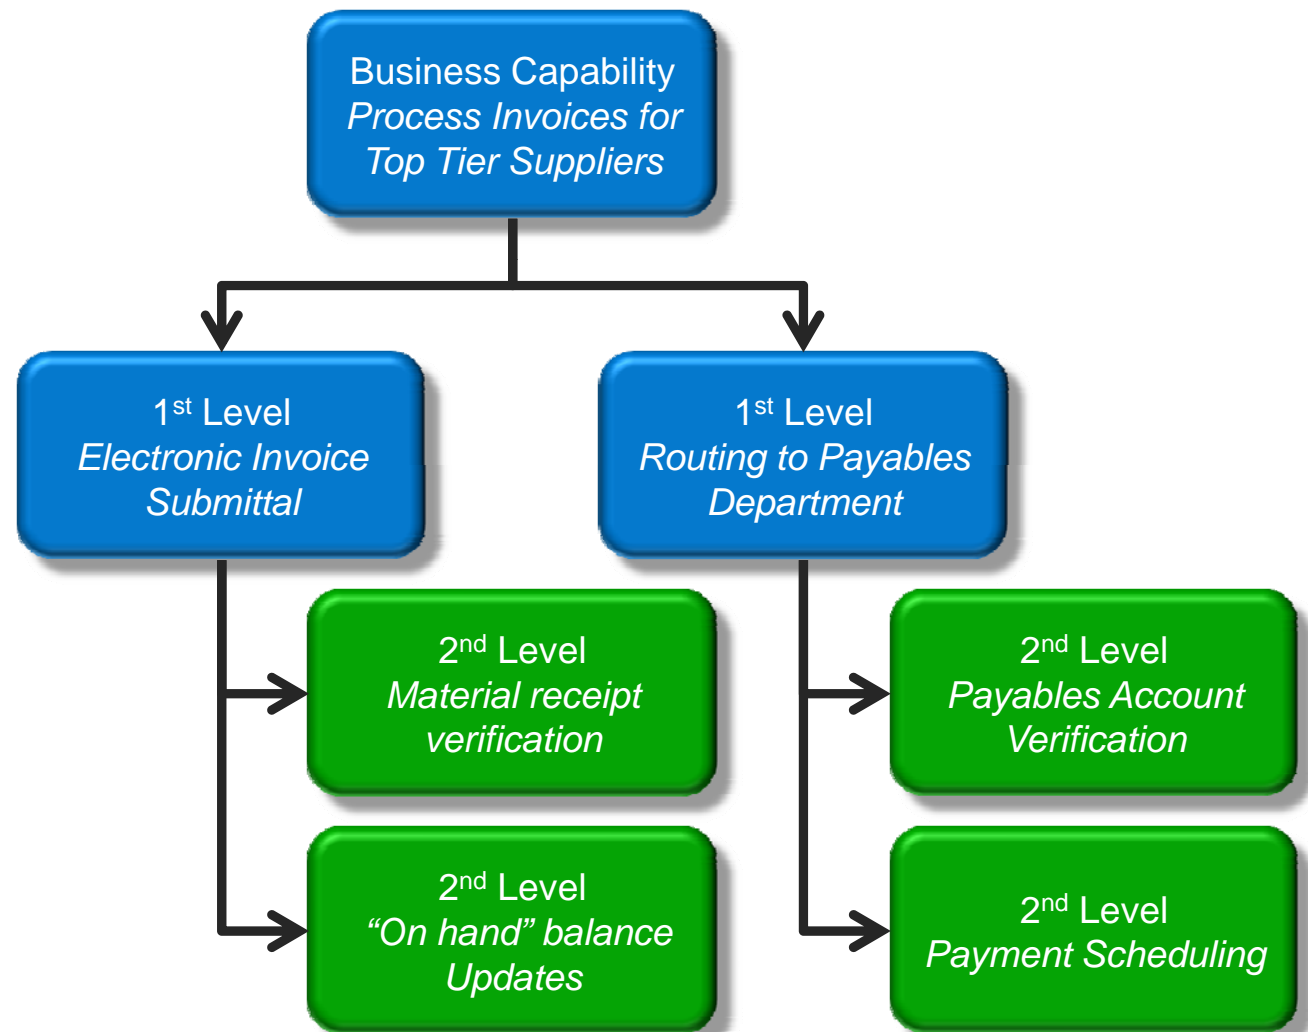 Business Capability
Process Invoices for
Top Tier Suppliers
1st Level
Electronic Invoice
Submittal
1st Level
Routing to Payables
Department
2nd Level
Material receipt
verification
2nd Level
Payables Account
Verification
2nd Level
“On hand” balance
Updates
2nd Level
Payment Scheduling